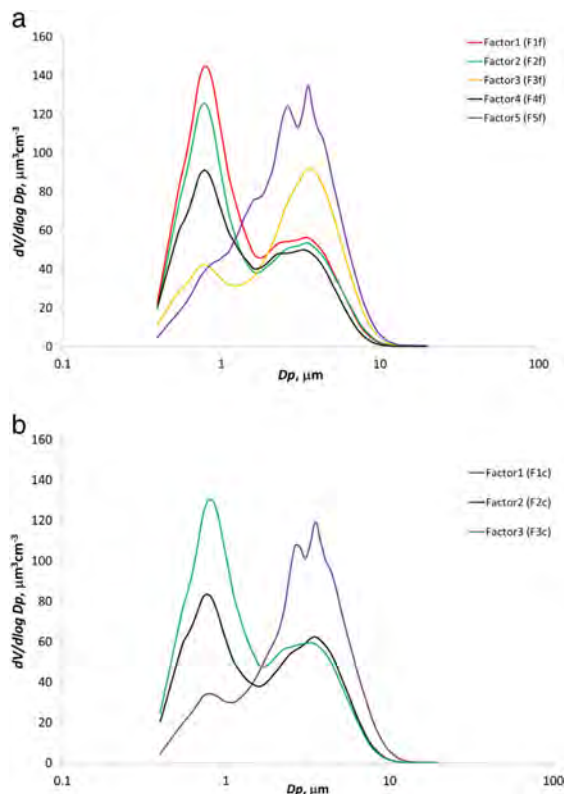 a
160
140
120
100
80
60
40
20
0
dV/dlog Dp, μm³cm⁻³
Factor1 (F1f)
Factor2 (F2f)
Factor3 (F3f)
Factor4 (F4f)
Factor5 (F5f)
0.1 1 10 100
Dp, μm
b
160
140
120
100
80
60
40
20
0
dV/dlog Dp, μm³cm⁻³
Factor1 (F1c)
Factor2 (F2c)
Factor3 (F3c)
0.1 1 10 100
Dp, μm